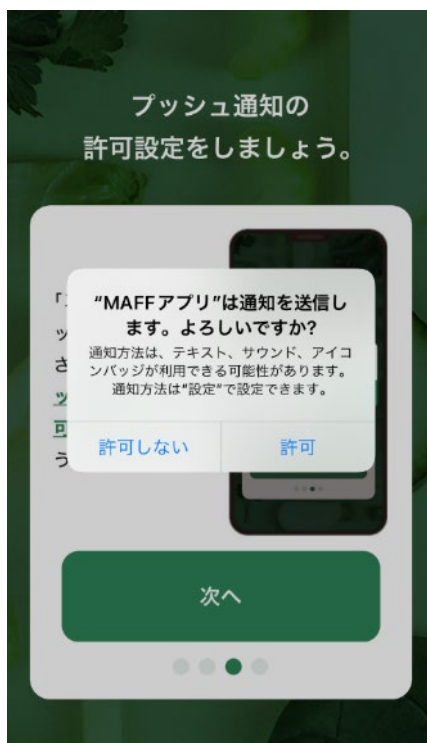 プッシュ通知の
許可設定をしましょう。
「
ッ
さ
ッ
可
う
“MAFFアプリ”は通知を送信し
ます。よろしいですか?
通知方法は、テキスト、サウンド、アイコ
ンバッジが利用できる可能性があります。
通知方法は“設定”で設定できます。
許可しない
許可
次へ